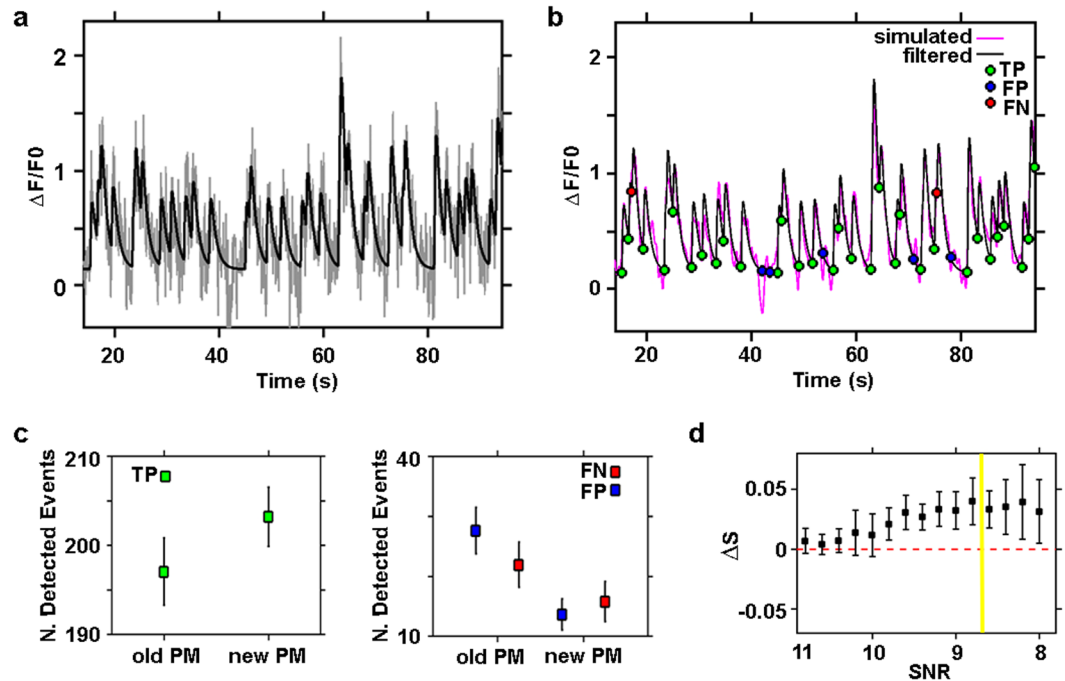 a
2
1
0
ΔF/F0
20 40 60 80
Time (s)
b
simulated
filtered
TP
FP
FN
2
1
0
ΔF/F0
20 40 60 80
Time (s)
c
210
200
190
N. Detected Events
TP
old PM new PM
40
10
N. Detected Events
FN
FP
old PM new PM
d
0.05
0
-0.05
ΔS
11 10 9 8
SNR